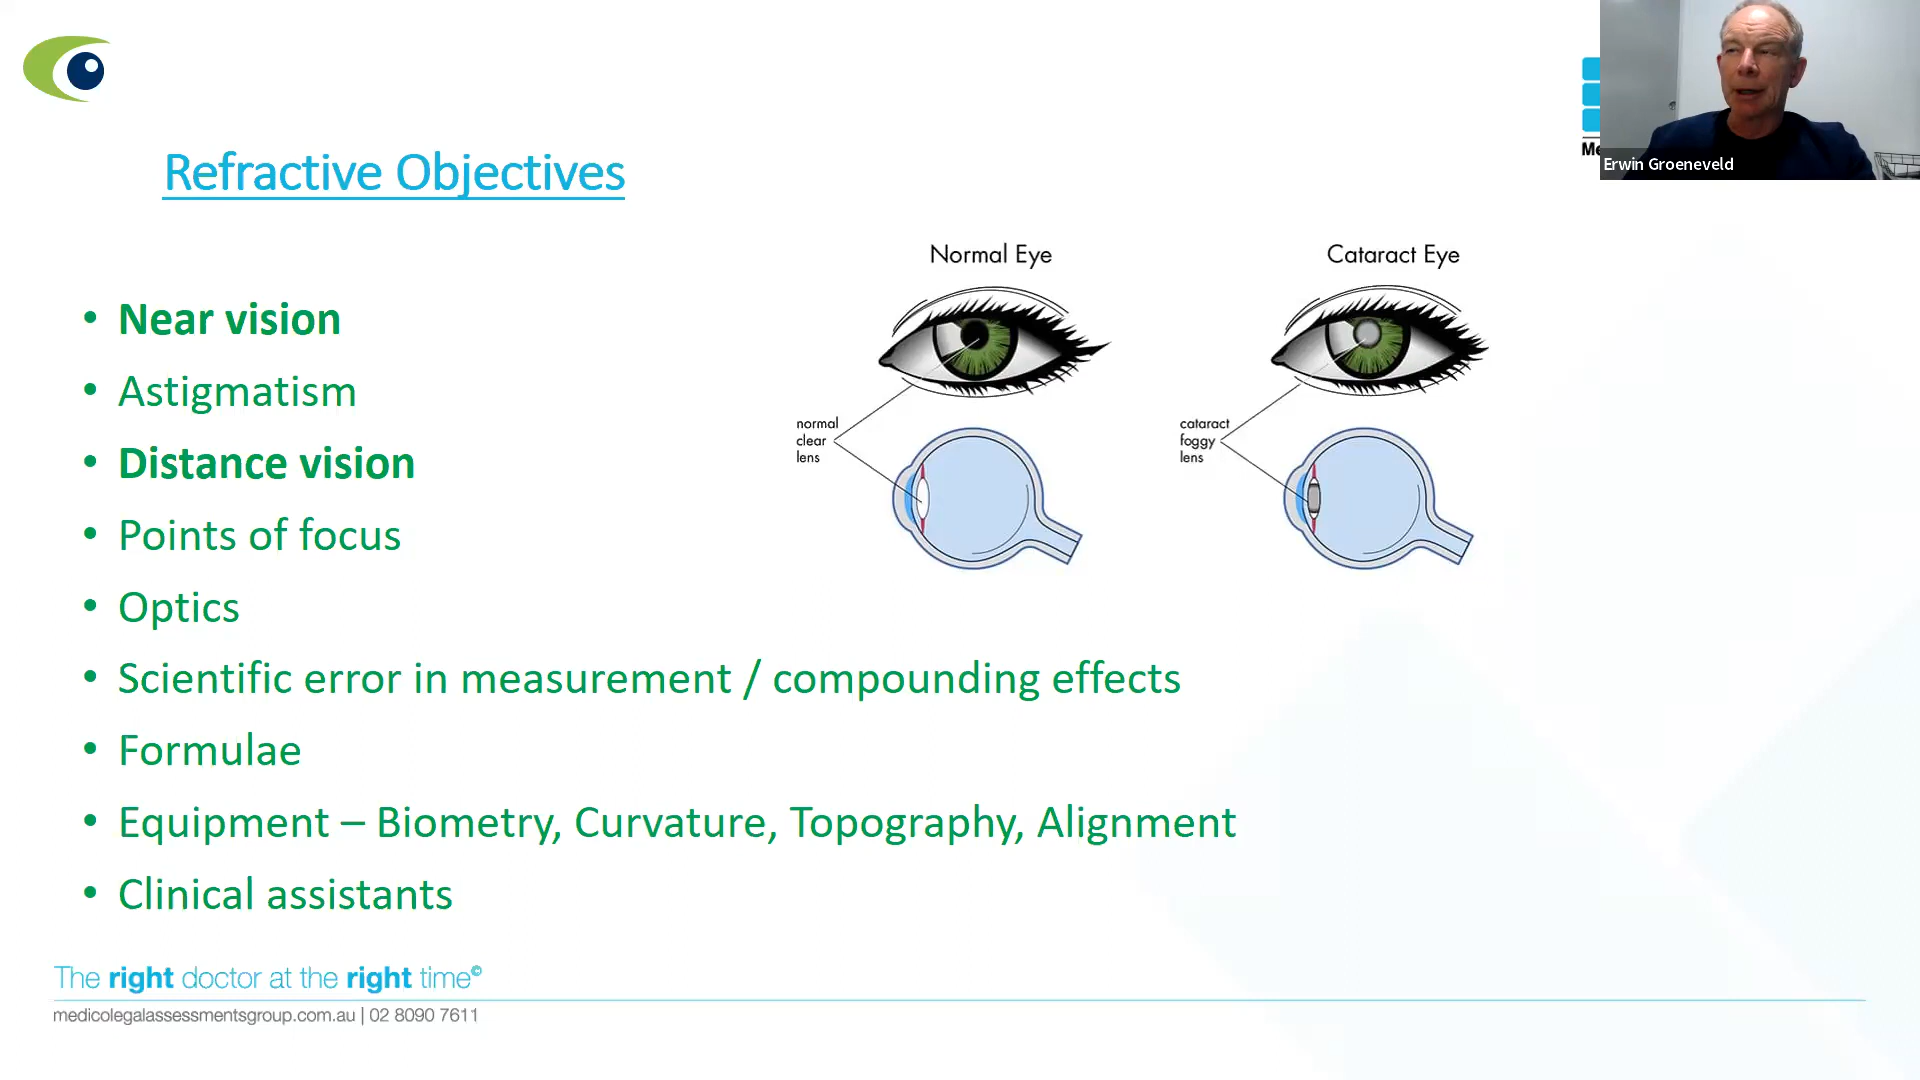 Refractive Objectives
Me
Erwin Groeneveld
Normal Eye
Cataract Eye
normal
clear
lens
cataract
foggy
lens
• Near vision
• Astigmatism
• Distance vision
• Points of focus
• Optics
• Scientific error in measurement / compounding effects
• Formulae
• Equipment – Biometry, Curvature, Topography, Alignment
• Clinical assistants
The right doctor at the right time©
medicolegalassessmentsgroup.com.au | 02 8090 7611